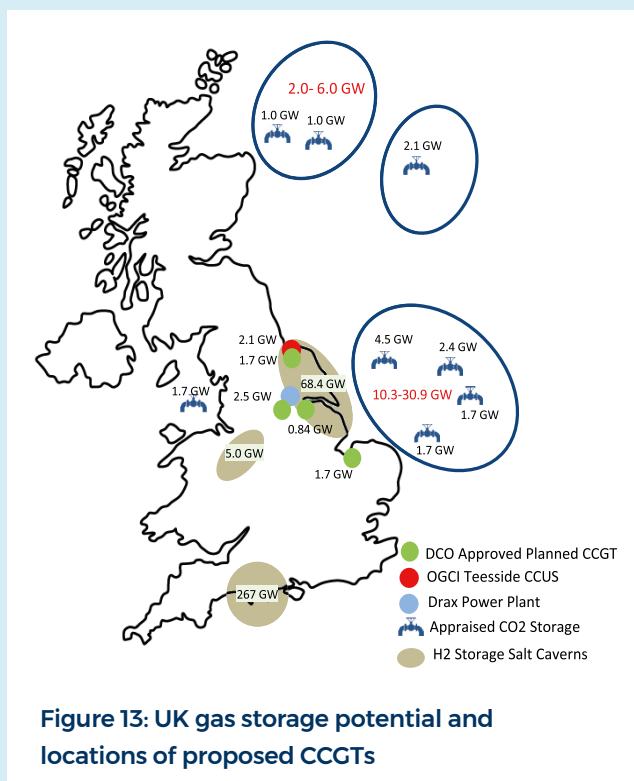 2.0- 6.0 GW
1.0 GW
1.0 GW
2.1 GW
2.1 GW
1.7 GW
4.5 GW
2.4 GW
68.4 GW
1.7 GW
2.5 GW
10.3-30.9 GW
1.7 GW
0.84 GW
1.7 GW
5.0 GW
1.7 GW
DCO Approved Planned CCGT
OGCI Teesside CCUS
267 GW
Drax Power Plant
Appraised CO2 Storage
H2 Storage Salt Caverns
Figure 13: UK gas storage potential and
locations of proposed CCGTs